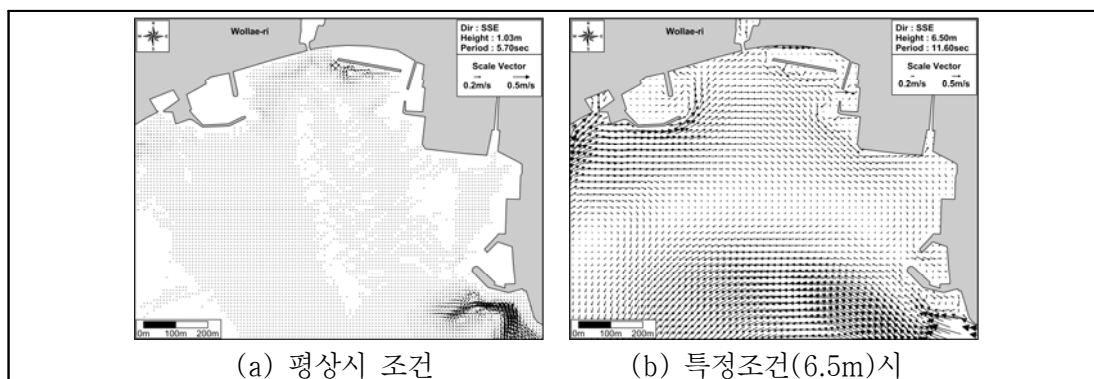 Wollae-ri
Dir : SSE
Height : 1.03m
Period : 5.70sec
Scale Vector
0.2m/s 0.5m/s
0m 100m 200m
(a) 평상시 조건
Wollae-ri
Dir : SSE
Height : 6.50m
Period : 11.60sec
Scale Vector
0.2m/s 0.5m/s
0m 100m 200m
(b) 특정조건(6.5m)시